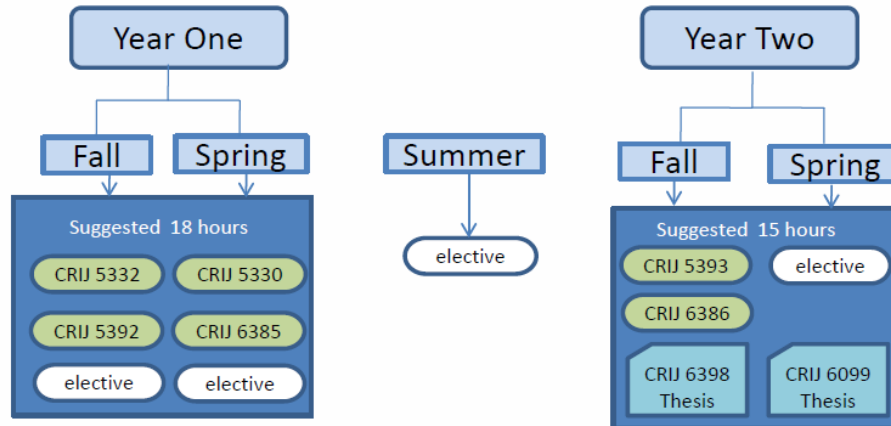 Year One
Year Two
Fall
Spring
Summer
Fall
Spring
Suggested 18 hours
CRIJ 5332
CRIJ 5330
CRIJ 5392
CRIJ 6385
elective
elective
elective
Suggested 15 hours
CRIJ 5393
elective
CRIJ 6386
CRIJ 6398
Thesis
CRIJ 6099
Thesis